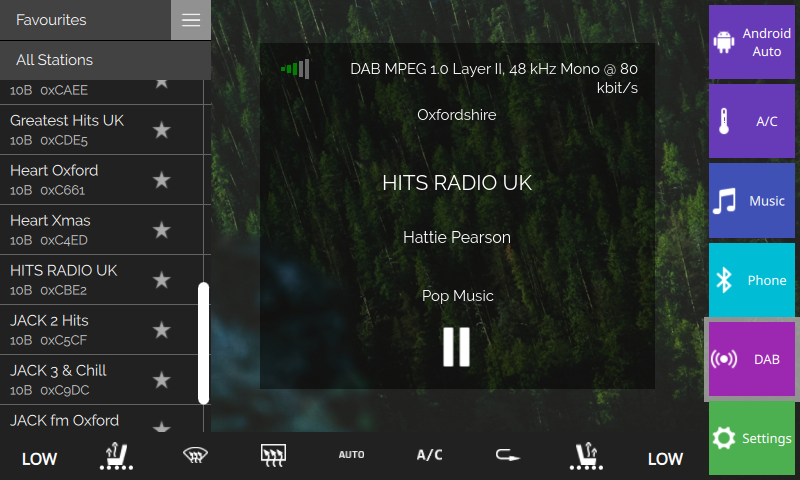 Favourites
All Stations
10B 0xCAEE
Greatest Hits UK
10B 0xCDE5
Heart Oxford
10B 0xC661
Heart Xmas
10B 0xC4ED
HITS RADIO UK
10B 0xCBE2
JACK 2 Hits
10B 0xC5CF
JACK 3 & Chill
10B 0xC9DC
JACK fm Oxford
DAB MPEG 1.0 Layer II, 48 kHz Mono @ 80
kbit/s
Oxfordshire
HITS RADIO UK
Hattie Pearson
Pop Music
Android
Auto
A/C
Music
Phone
DAB
Settings
LOW
AUTO
A/C
LOW